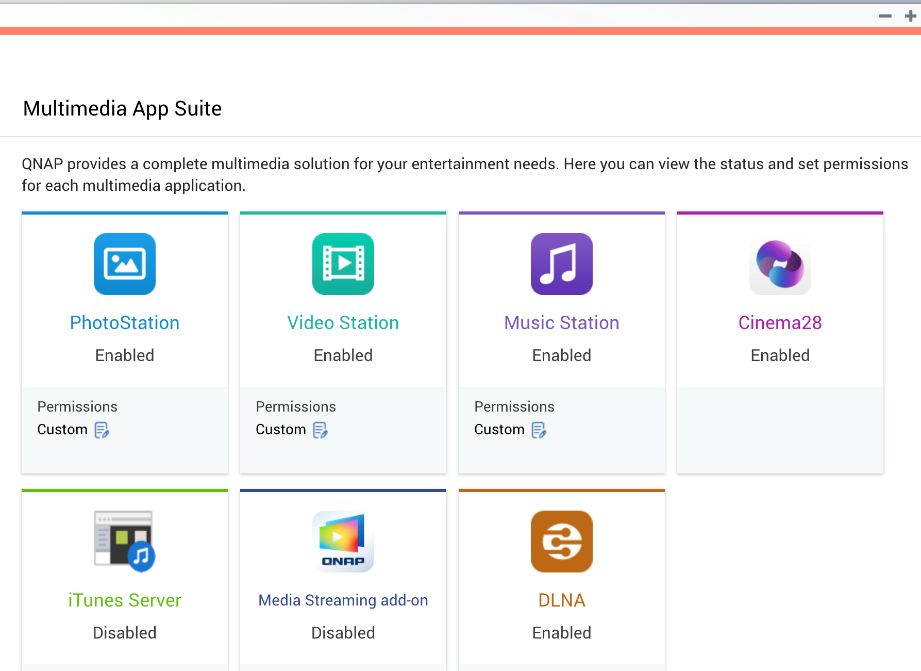 Multimedia App Suite
QNAP provides a complete multimedia solution for your entertainment needs. Here you can view the status and set permissions
for each multimedia application.
PhotoStation
Enabled
Permissions
Custom
Video Station
Enabled
Permissions
Custom
Music Station
Enabled
Permissions
Custom
Cinema28
Enabled
iTunes Server
Disabled
QNAP
Media Streaming add-on
Disabled
DLNA
Enabled